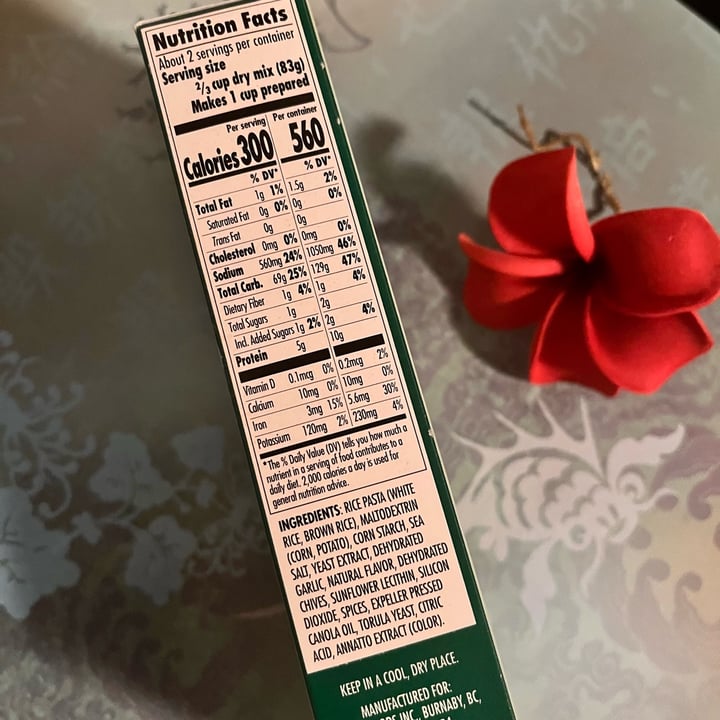 Nutrition Facts
About 2 servings per container
Serving size
2/3 cup dry mix (83g)
Makes 1 cup prepared
Per serving Per container
Calories 300 560
% DV* % DV*
Total Fat 1g 1% 1.5g 2%
Saturated Fat 0g 0% 0g 0%
Trans Fat 0g 0g
Cholesterol 0mg 0% 0mg 0%
Sodium 560mg 24% 1050mg 46%
Total Carb. 69g 25% 129g 47%
Dietary Fiber 1g 4% 1g 4%
Total Sugars 1g 2g
Incl. Added Sugars 1g 2% 2g 4%
Protein 5g 10g
Vitamin D 0.1mcg 0% 0.2mcg 2%
Calcium 10mg 0% 10mg 0%
Iron 3mg 15% 5.6mg 30%
Potassium 120mg 2% 230mg 4%
*The % Daily Value (DV) tells you how much a
nutrient in a serving of food contributes to a
daily diet. 2,000 calories a day is used for
general nutrition advice.
INGREDIENTS: RICE PASTA (WHITE
RICE, BROWN RICE), MALTODEXTRIN
(CORN, POTATO), CORN STARCH, SEA
SALT, YEAST EXTRACT, DEHYDRATED
GARLIC, NATURAL FLAVOR, DEHYDRATED
CHIVES, SUNFLOWER LECITHIN, SILICON
DIOXIDE, SPICES, EXPELLER PRESSED
CANOLA OIL, TORULA YEAST, CITRIC
ACID, ANNATTO EXTRACT (COLOR).
KEEP IN A COOL, DRY PLACE.
MANUFACTURED FOR:
INC., BURNABY, BC,